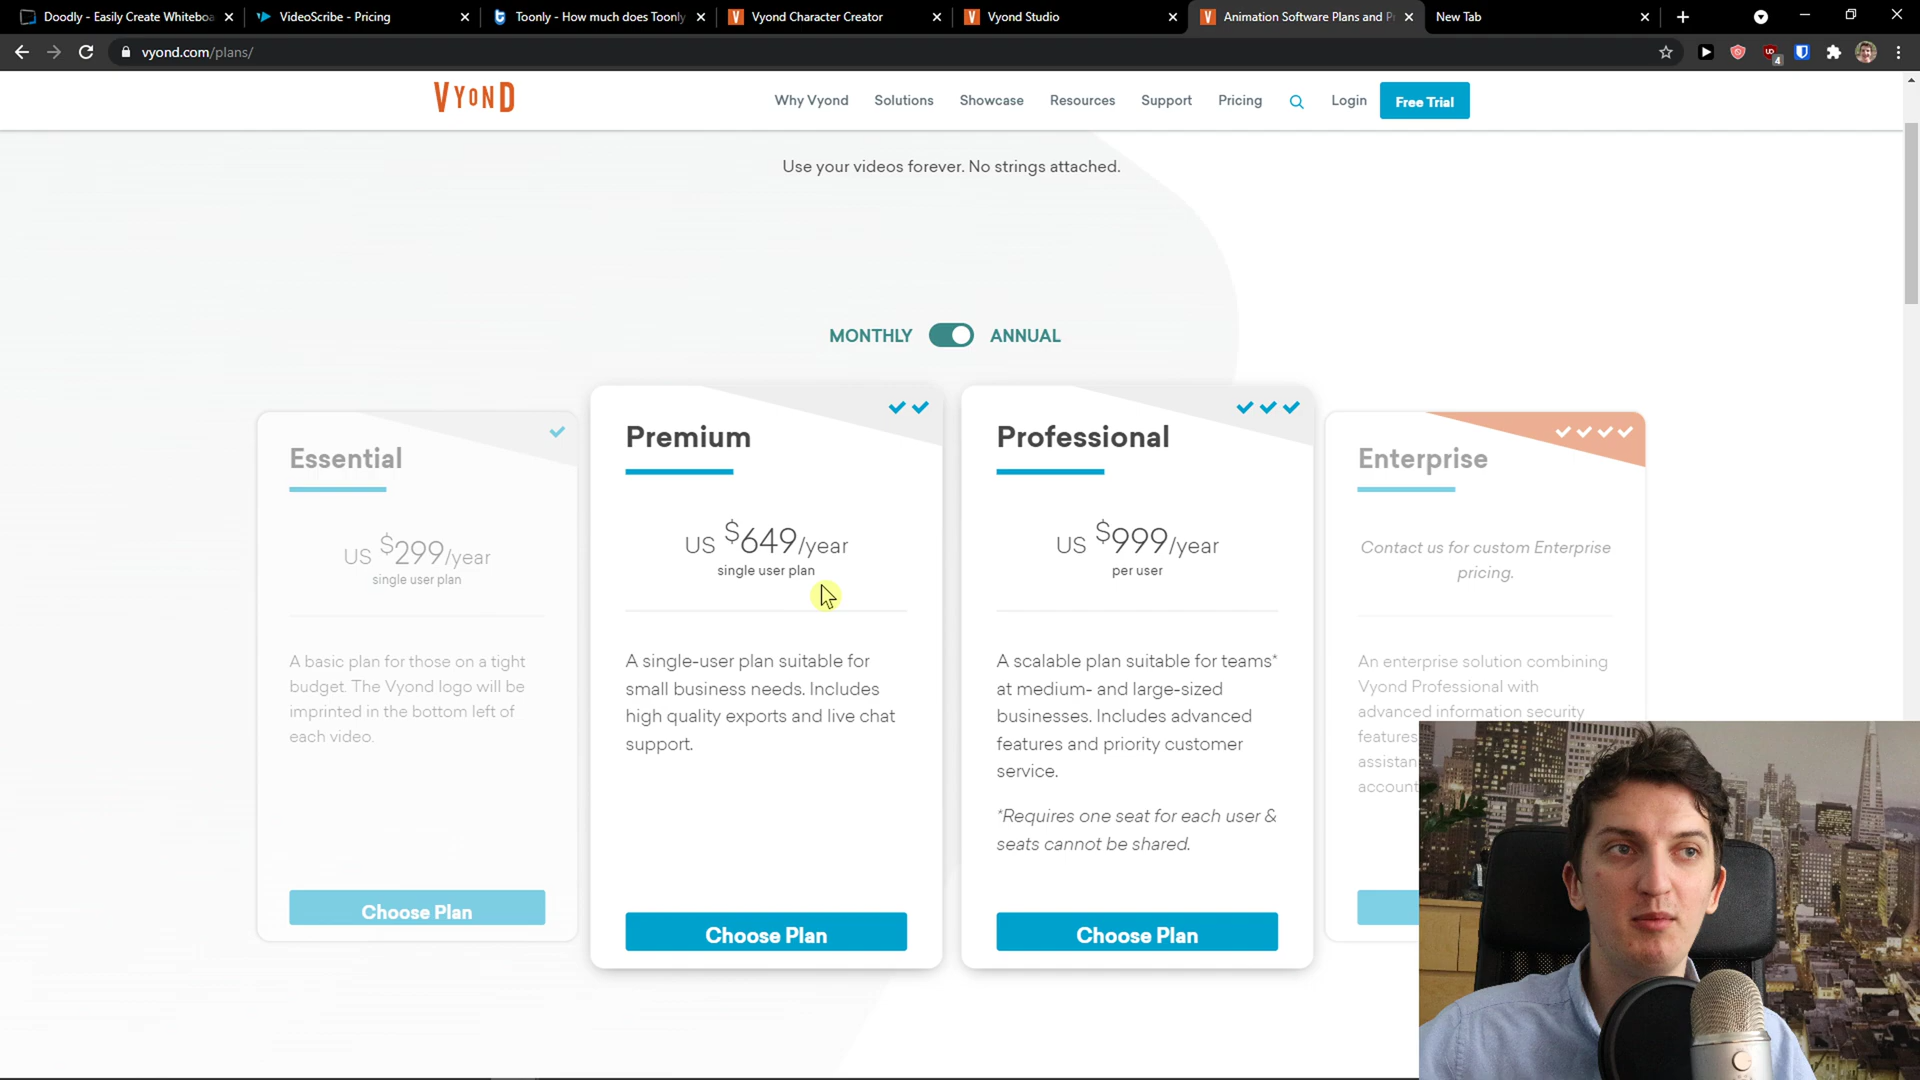 Doodly - Easily Create Whiteboa
VideoScribe - Pricing
Toonly - How much does Toonly
Vyond Character Creator
Vyond Studio
Animation Software Plans and Pr
New Tab
vyond.com/plans/
4
VYOND
Why Vyond
Solutions
Showcase
Resources
Support
Pricing
Login
Free Trial
Use your videos forever. No strings attached.
MONTHLY
ANNUAL
Essential
US $299/year
single user plan
A basic plan for those on a tight
budget. The Vyond logo will be
imprinted in the bottom left of
each video.
Choose Plan
Premium
US $649/year
single user plan
A single-user plan suitable for
small business needs. Includes
high quality exports and live chat
support.
Choose Plan
Professional
US $999/year
per user
A scalable plan suitable for teams*
at medium- and large-sized
businesses. Includes advanced
features and priority customer
service.
*Requires one seat for each user &
seats cannot be shared.
Choose Plan
Enterprise
Contact us for custom Enterprise
pricing.
An enterprise solution combining
Vyond Professional with
advanced information security
features
assistan
account